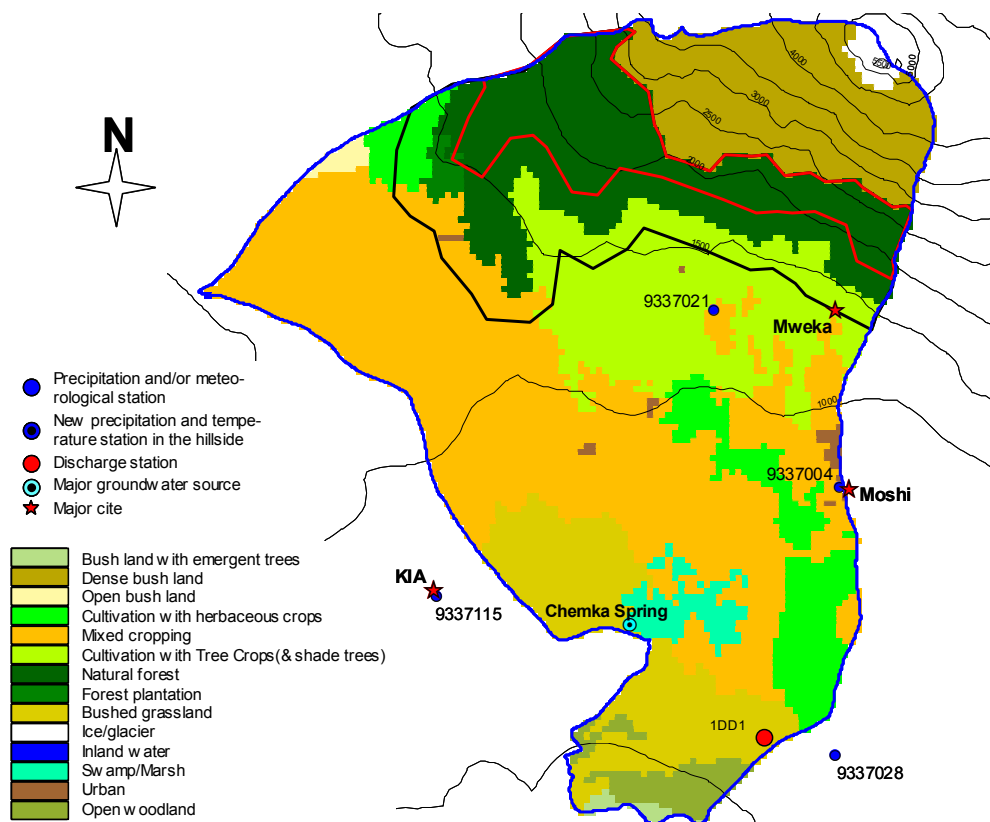 4000
5500
5000
3000
2500
N
2000
1500
9337021
Mweka
Precipitation and/or meteo-
rological station
New precipitation and tempe-
rature station in the hillside
Discharge station
Major groundwater source
Major cite
1000
9337004
Moshi
Bush land with emergent trees
Dense bush land
Open bush land
Cultivation with herbaceous crops
Mixed cropping
Cultivation with Tree Crops(& shade trees)
Natural forest
Forest plantation
Bushed grassland
Ice/glacier
Inland water
Swamp/Marsh
Urban
Open woodland
KIA
9337115
Chemka Spring
1DD1
9337028